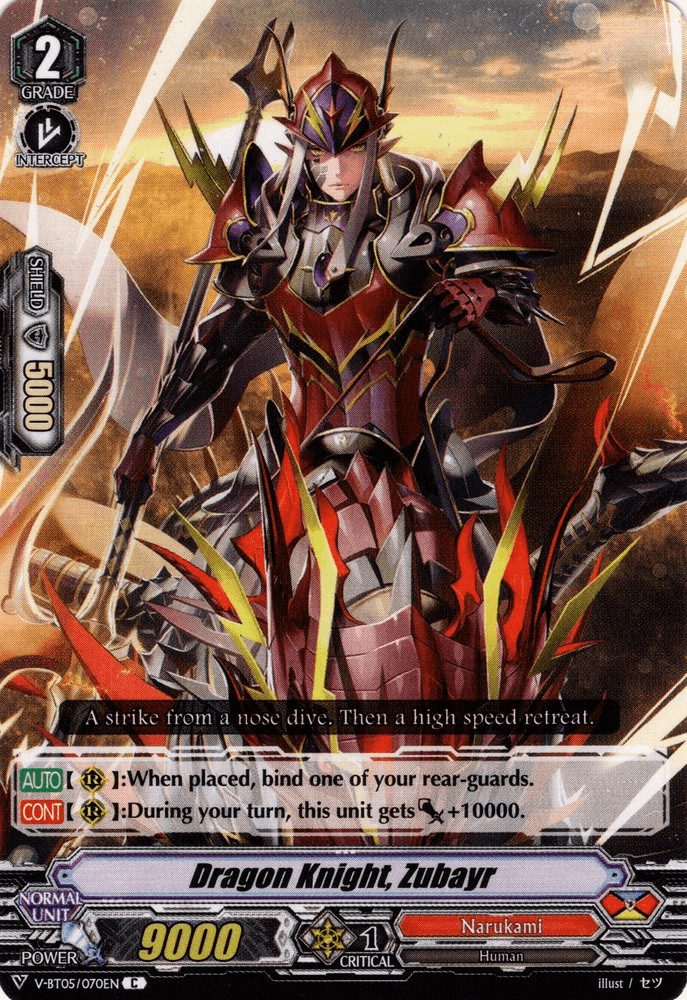 2
GRADE
INTERCEPT
SHIELD
5000
A strike from a nose dive. Then a high speed retreat.
AUTO [ R ]:When placed, bind one of your rear-guards.
CONT [ R ]:During your turn, this unit gets +10000.
Dragon Knight, Zubayr
NORMAL
UNIT
POWER
9000
1
CRITICAL
Narukami
Human
V-BT05/070EN C
illust / セツ